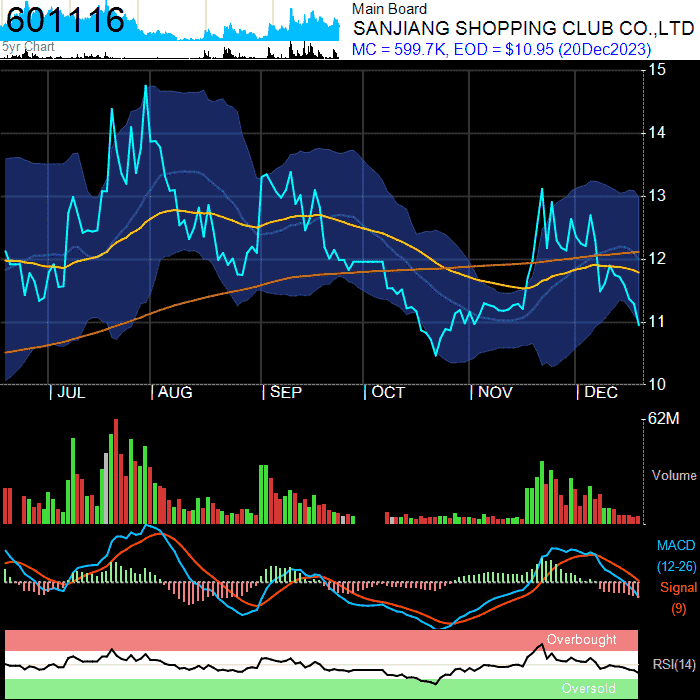 601116
Main Board
SANJIANG SHOPPING CLUB CO.,LTD
5yr Chart
MC = 599.7K, EOD = $10.95 (20Dec2023)
15
14
13
12
11
10
| JUL | AUG | SEP | OCT | NOV | DEC
62M
Volume
MACD
(12-26)
Signal
(9)
Overbought
RSI(14)
Oversold